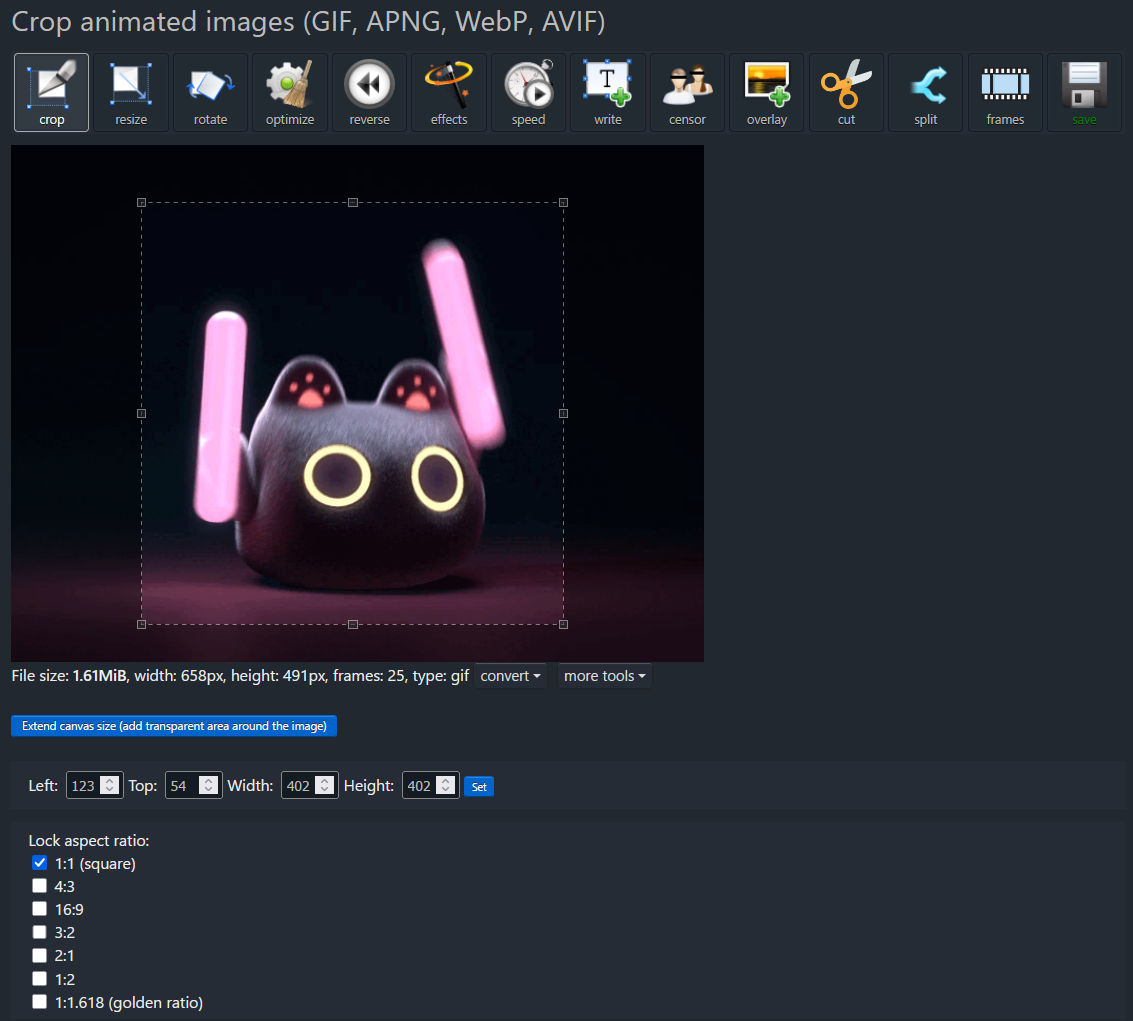 Crop animated images (GIF, APNG, WebP, AVIF)
crop resize rotate optimize reverse effects speed write censor overlay cut split frames save
T
File size: 1.61MiB, width: 658px, height: 491px, frames: 25, type: gif convert more tools
Extend canvas size (add transparent area around the image)
Left: 123 Top: 54 Width: 402 Height: 402 Set
Lock aspect ratio:
1:1 (square)
4:3
16:9
3:2
2:1
1:2
1:1.618 (golden ratio)